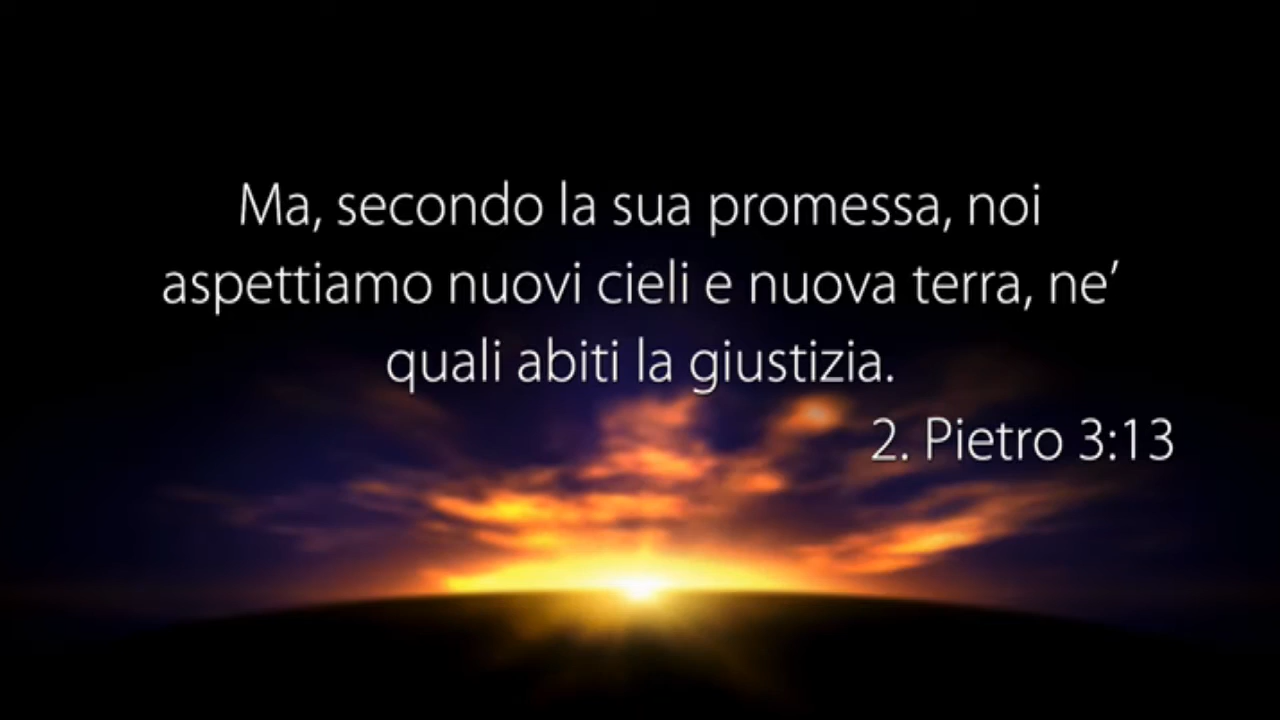 Ma, secondo la sua promessa, noi
aspettiamo nuovi cieli e nuova terra, ne’
quali abiti la giustizia.
2. Pietro 3:13